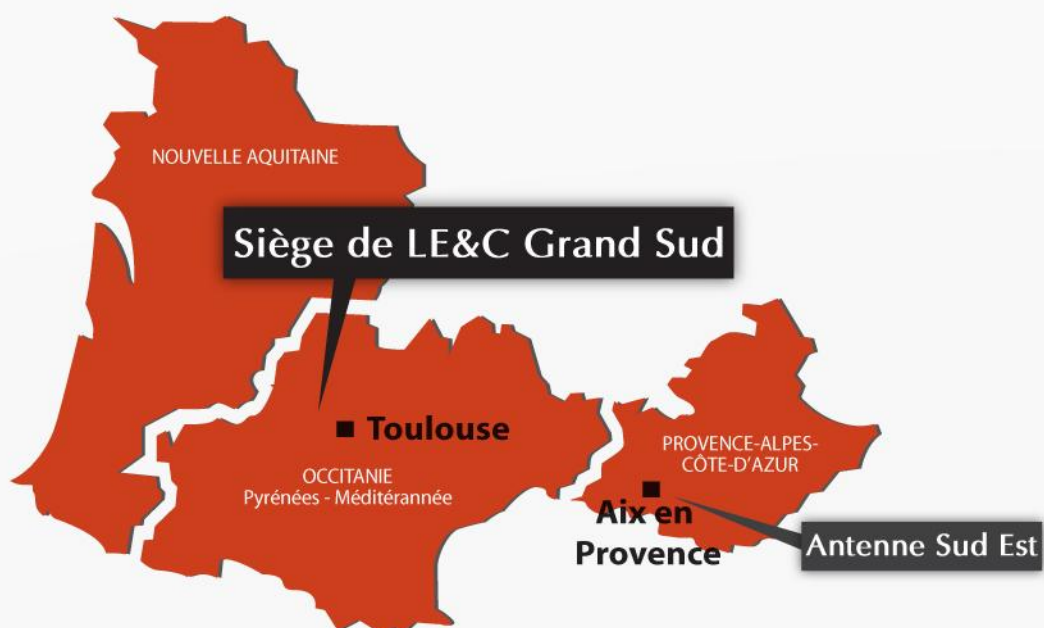 NOUVELLE AQUITAINE
Siège de LE&C Grand Sud
Toulouse
OCCITANIE
Pyrénées - Méditérannée
PROVENCE-ALPES-
CÔTE-D'AZUR
Aix en
Provence
Antenne Sud Est